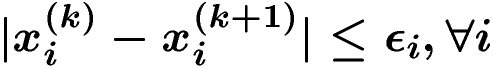 |x_i^{(k)} − x_i^{(k+1)}| ≤ ϵ_i, ∀i